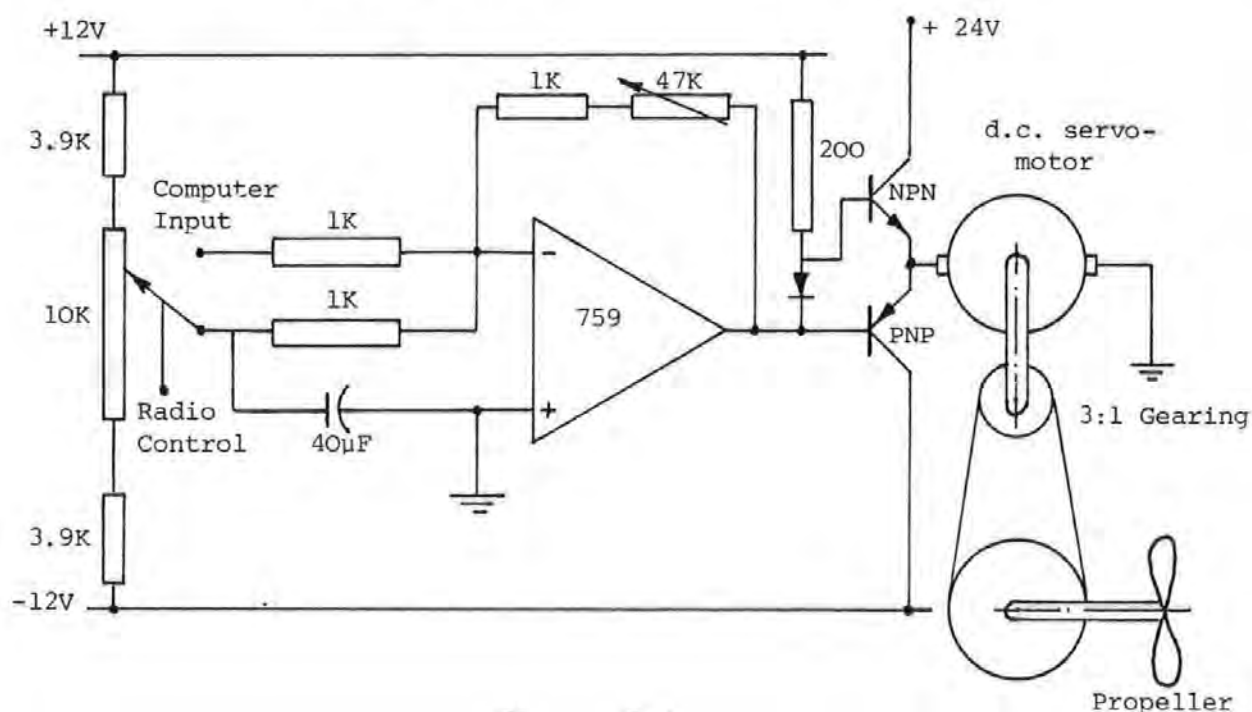 +12V
+ 24V
1K
47K
3.9K
200
d.c. servo-
motor
Computer
Input
NPN
1K
-
10K
1K
759
PNP
+
Radio
Control
40µF
3:1 Gearing
3.9K
-12V
Propeller